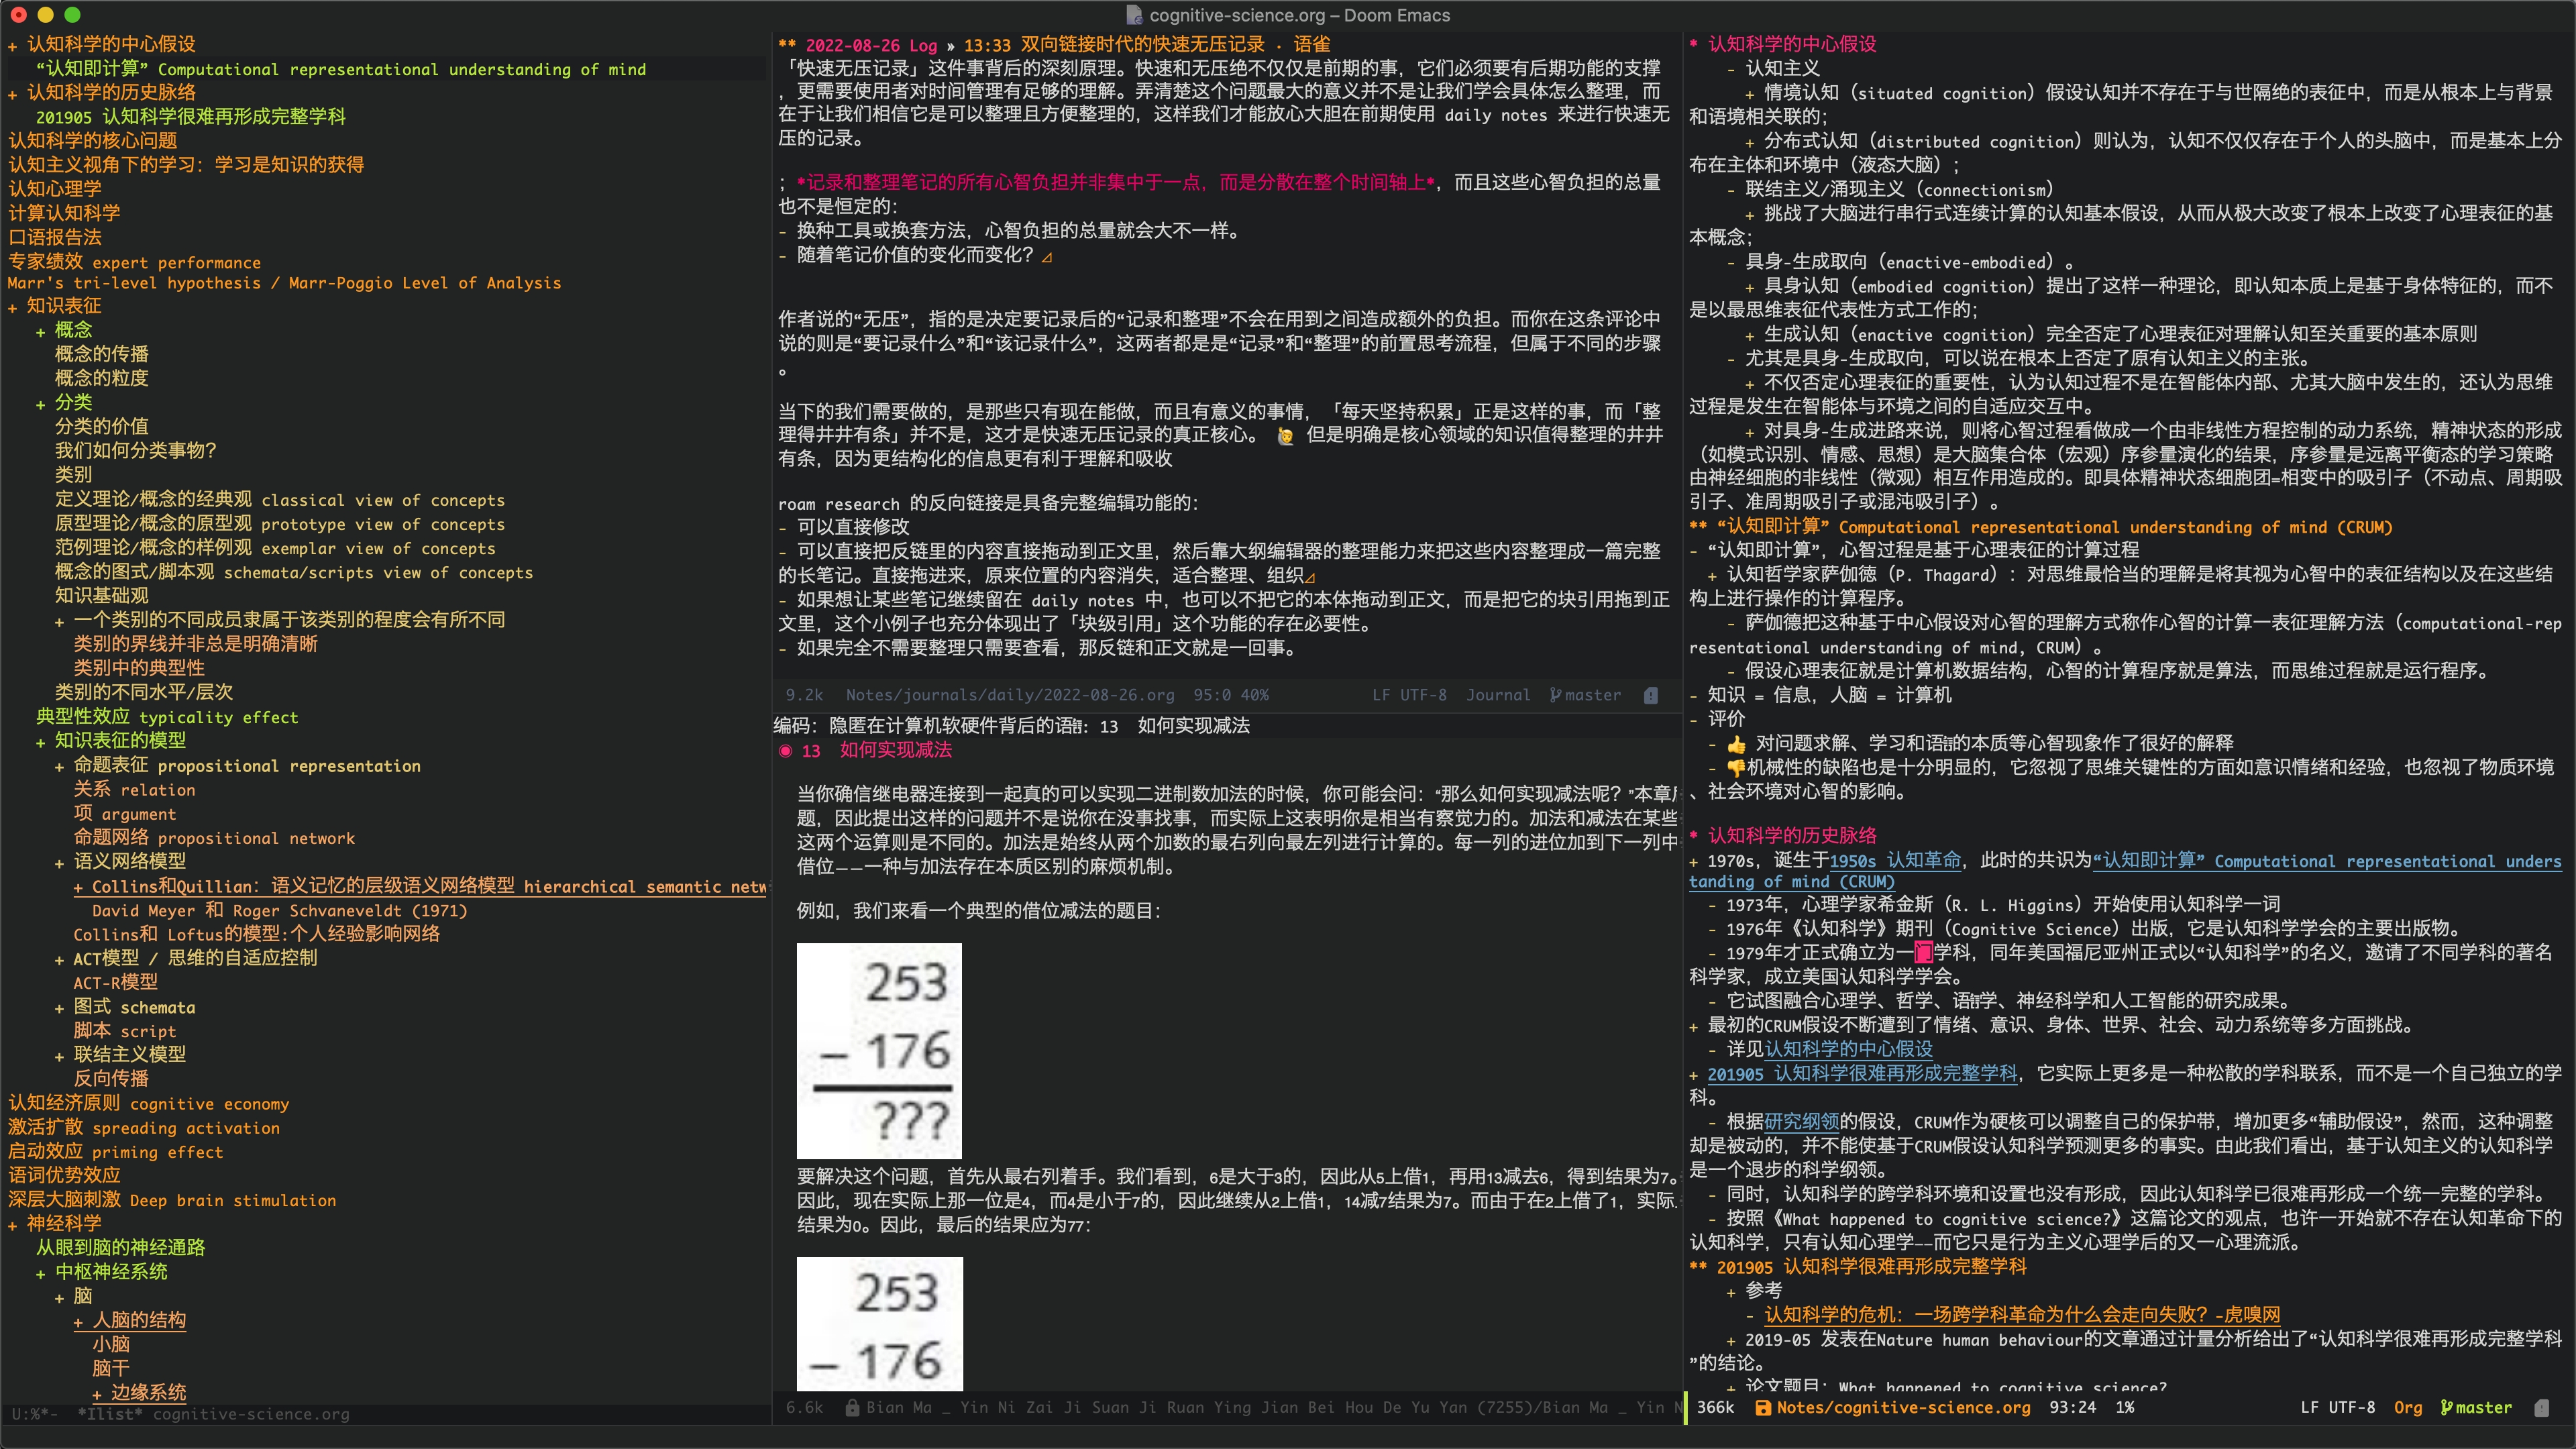 cognitive-science.org – Doom Emacs
+ 认知科学的中心假设
“认知即计算” Computational representational understanding of mind
+ 认知科学的历史脉络
201905 认知科学很难再形成完整学科
认知科学的核心问题
认知主义视角下的学习: 学习是知识的获得
认知心理学
计算认知科学
口语报告法
专家绩效 expert performance
Marr's tri-level hypothesis / Marr-Poggio Level of Analysis
+ 知识表征
+ 概念
概念的传播
概念的粒度
+ 分类
分类的价值
我们如何分类事物?
类别
定义理论/概念的经典观 classical view of concepts
原型理论/概念的原型观 prototype view of concepts
范例理论/概念的样例观 exemplar view of concepts
概念的图式/脚本观 schemata/scripts view of concepts
知识基础观
+ 一个类别的不同成员隶属于该类别的程度会有所不同
类别的界线并非总是明确清晰
类别中的典型性
类别的不同水平/层次
典型性效应 typicality effect
+ 知识表征的模型
+ 命题表征 propositional representation
关系 relation
项 argument
命题网络 propositional network
+ 语义网络模型
+ Collins和Quillian: 语义记忆的层级语义网络模型 hierarchical semantic netw
David Meyer 和 Roger Schvaneveldt (1971)
Collins和 Loftus的模型:个人经验影响网络
+ ACT模型 / 思维的自适应控制
ACT-R模型
+ 图式 schemata
脚本 script
+ 联结主义模型
反向传播
认知经济原则 cognitive economy
激活扩散 spreading activation
启动效应 priming effect
语词优势效应
深层大脑刺激 Deep brain stimulation
+ 神经科学
从眼到脑的神经通路
+ 中枢神经系统
+ 脑
+ 人脑的结构
小脑
脑干
+ 边缘系统
U:%*- *Ilist* cognitive-science.org
** 2022-08-26 Log » 13:33 双向链接时代的快速无压记录 · 语雀
「快速无压记录」这件事背后的深刻原理。快速和无压绝不仅仅是前期的事，它们必须要有后期功能的支撑
，更需要使用者对时间管理有足够的理解。弄清楚这个问题最大的意义并不是让我们学会具体怎么整理，而
在于让我们相信它是可以整理且方便整理的，这样我们才能放心大胆在前期使用 daily notes 来进行快速无
压的记录。
; *记录和整理笔记的所有心智负担并非集中于一点，而是分散在整个时间轴上*，而且这些心智负担的总量
也不是恒定的：
- 换种工具或换套方法，心智负担的总量就会大不一样。
- 随着笔记价值的变化而变化？
作者说的“无压”，指的是决定要记录后的“记录和整理”不会在用到之间造成额外的负担。而你在这条评论中
说的则是“要记录什么”和“该记录什么”，这两者都是是“记录”和“整理”的前置思考流程，但属于不同的步骤
。
当下的我们需要做的，是那些只有现在能做，而且有意义的事情，「每天坚持积累」正是这样的事，而「整
理得井井有条」并不是，这才是快速无压记录的真正核心。 🙋 但是明确是核心领域的知识值得整理的井井
有条，因为更结构化的信息更有利于理解和吸收
roam research 的反向链接是具备完整编辑功能的：
- 可以直接修改
- 可以直接把反链里的内容直接拖动到正文里，然后靠大纲编辑器的整理能力来把这些内容整理成一篇完整
的长笔记。直接拖进来，原来位置的内容消失，适合整理、组织
- 如果想让某些笔记继续留在 daily notes 中，也可以不把它的本体拖动到正文，而是把它的块引用拖到正
文里，这个小例子也充分体现出了「块级引用」这个功能的存在必要性。
- 如果完全不需要整理只需要查看，那反链和正文就是一回事。
9.2k Notes/journals/daily/2022-08-26.org 95:0 40% LF UTF-8 Journal master
编码: 隐匿在计算机软硬件背后的语言: 13 如何实现减法
◉ 13 如何实现减法
当你确信继电器连接到一起真的可以实现二进制数加法的时候，你可能会问：“那么如何实现减法呢？”本章
题，因此提出这样的问题并不是说你在没事找事，而实际上这表明你是相当有察觉力的。加法和减法在某些
这两个运算则是不同的。加法是始终从两个加数的最右列向最左列进行计算的。每一列的进位加到下一列中
借位——一种与加法存在本质区别的麻烦机制。
例如，我们来看一个典型的借位减法的题目：
253
– 176
???
要解决这个问题，首先从最右列着手。我们看到，6是大于3的，因此从5上借1，再用13减去6，得到结果为7。
因此，现在实际上那一位是4，而4是小于7的，因此继续从2上借1，14减7结果为7。而由于在2上借了1，实际
结果为0。因此，最后的结果应为77：
253
– 176
6.6k Bian Ma _ Yin Ni Zai Ji Suan Ji Ruan Ying Jian Bei Hou De Yu Yan (7255)/Bian Ma _ Yin N
* 认知科学的中心假设
- 认知主义
+ 情境认知（situated cognition）假设认知并不存在于与世隔绝的表征中，而是从根本上与背景
和语境相关联的；
+ 分布式认知（distributed cognition）则认为，认知不仅仅存在于个人的头脑中，而是基本上分
布在主体和环境中（液态大脑）；
- 联结主义/涌现主义（connectionism）
+ 挑战了大脑进行串行式连续计算的认知基本假设，从而从极大改变了根本上改变了心理表征的基
本概念；
- 具身-生成取向（enactive-embodied）。
+ 具身认知（embodied cognition）提出了这样一种理论，即认知本质上是基于身体特征的，而不
是以最思维表征代表性方式工作的；
+ 生成认知（enactive cognition）完全否定了心理表征对理解认知至关重要的基本原则
- 尤其是具身-生成取向，可以说在根本上否定了原有认知主义的主张。
+ 不仅否定心理表征的重要性，认为认知过程不是在智能体内部、尤其大脑中发生的，还认为思维
过程是发生在智能体与环境之间的自适应交互中。
+ 对具身-生成进路来说，则将心智过程看做成一个由非线性方程控制的动力系统，精神状态的形成
（如模式识别、情感、思想）是大脑集合体（宏观）序参量演化的结果，序参量是远离平衡态的学习策略
由神经细胞的非线性（微观）相互作用造成的。即具体精神状态细胞团=相变中的吸引子（不动点、周期吸
引子、准周期吸引子或混沌吸引子）。
** “认知即计算” Computational representational understanding of mind (CRUM)
- “认知即计算”，心智过程是基于心理表征的计算过程
+ 认知哲学家萨伽德（P. Thagard）：对思维最恰当的理解是将其视为心智中的表征结构以及在这些结
构上进行操作的计算程序。
- 萨伽德把这种基于中心假设对心智的理解方式称作心智的计算一表征理解方法（computational-rep
resentational understanding of mind, CRUM）。
- 假设心理表征就是计算机数据结构，心智的计算程序就是算法，而思维过程就是运行程序。
- 知识 = 信息，人脑 = 计算机
- 评价
- 👍 对问题求解、学习和语言的本质等心智现象作了很好的解释
- 👎机械性的缺陷也是十分明显的，它忽视了思维关键性的方面如意识情绪和经验，也忽视了物质环境
、社会环境对心智的影响。
* 认知科学的历史脉络
+ 1970s，诞生于1950s 认知革命，此时的共识为“认知即计算” Computational representational unders
tanding of mind (CRUM)
- 1973年，心理学家希金斯（R. L. Higgins）开始使用认知科学一词
- 1976年《认知科学》期刊（Cognitive Science）出版，它是认知科学学会的主要出版物。
- 1979年才正式确立为一门学科，同年美国福尼亚州正式以“认知科学”的名义，邀请了不同学科的著名
科学家，成立美国认知科学学会。
- 它试图融合心理学、哲学、语言学、神经科学和人工智能的研究成果。
+ 最初的CRUM假设不断遭到了情绪、意识、身体、世界、社会、动力系统等多方面挑战。
- 详见认知科学的中心假设
+ 201905 认知科学很难再形成完整学科，它实际上更多是一种松散的学科联系，而不是一个自己独立的学
科。
- 根据研究纲领的假设，CRUM作为硬核可以调整自己的保护带，增加更多“辅助假设”，然而，这种调整
却是被动的，并不能使基于CRUM假设认知科学预测更多的事实。由此我们看出，基于认知主义的认知科学
是一个退步的科学纲领。
- 同时，认知科学的跨学科环境和设置也没有形成，因此认知科学已很难再形成一个统一完整的学科。
- 按照《What happened to cognitive science?》这篇论文的观点，也许一开始就不存在认知革命下的
认知科学，只有认知心理学——而它只是行为主义心理学后的又一心理流派。
** 201905 认知科学很难再形成完整学科
+ 参考
- 认知科学的危机：一场跨学科革命为什么会走向失败？-虎嗅网
+ 2019-05 发表在Nature human behaviour的文章通过计量分析给出了“认知科学很难再形成完整学科
”的结论。
+ 论文题目：What happened to cognitive science?
366k Notes/cognitive-science.org 93:24 1% LF UTF-8 Org master